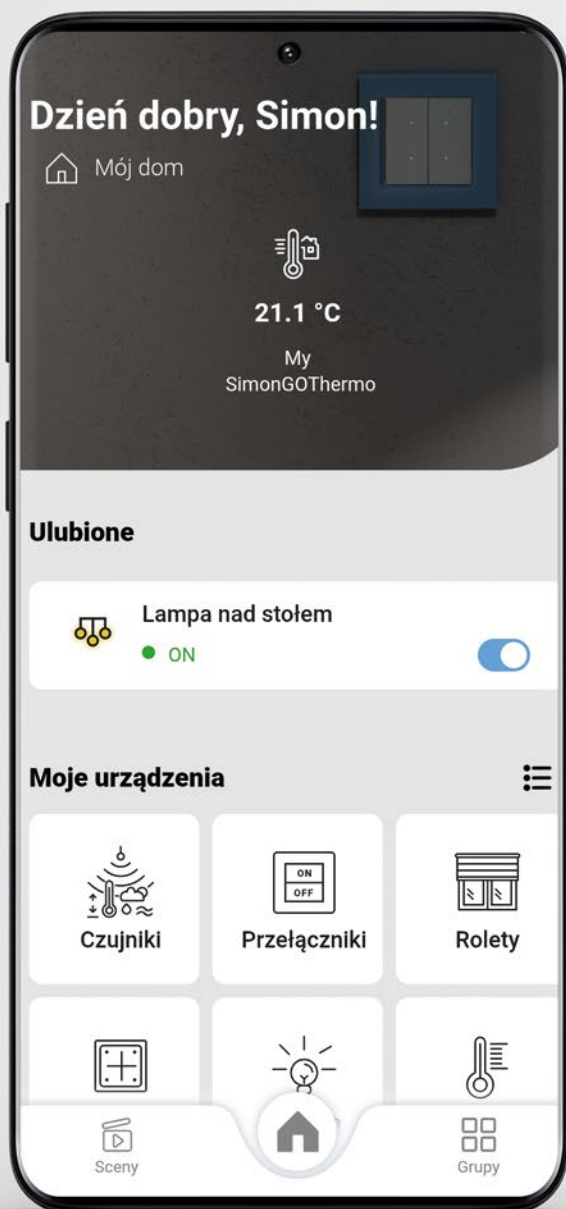 Dzień dobry, Simon!
Mój dom
21.1 °C
My
SimonGOThermo
Ulubione
Lampa nad stołem
ON
Moje urządzenia
ON
OFF
Czujniki
Przełączniki
Rolety
Sceny
Grupy